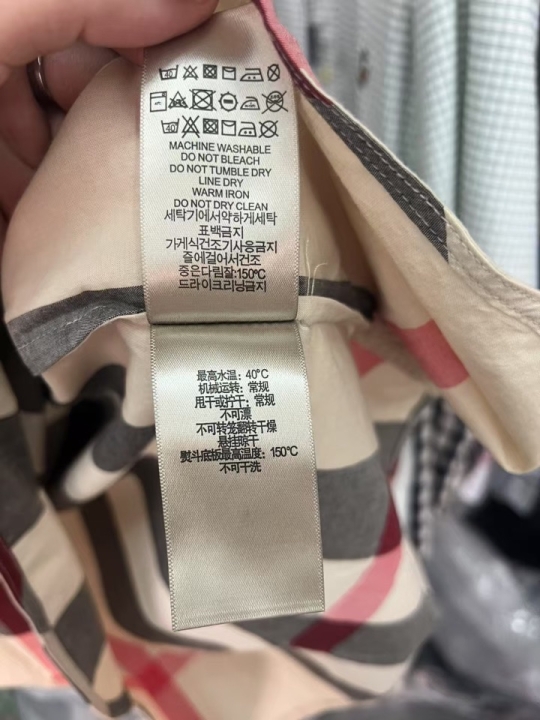 MACHINE WASHABLE
DO NOT BLEACH
DO NOT TUMBLE DRY
LINE DRY
WARM IRON
DO NOT DRY CLEAN
세탁기에서약하게세탁
표백금지
가게식건조기사용금지
줄에걸어서건조
중은다림잘:150℃
드라이크리닝금지
最高水温：40℃
机械运转：常规
甩干或拧干：常规
不可漂
不可转笼翻转干燥
悬挂晾干
熨斗底板最高温度：150℃
不可干洗